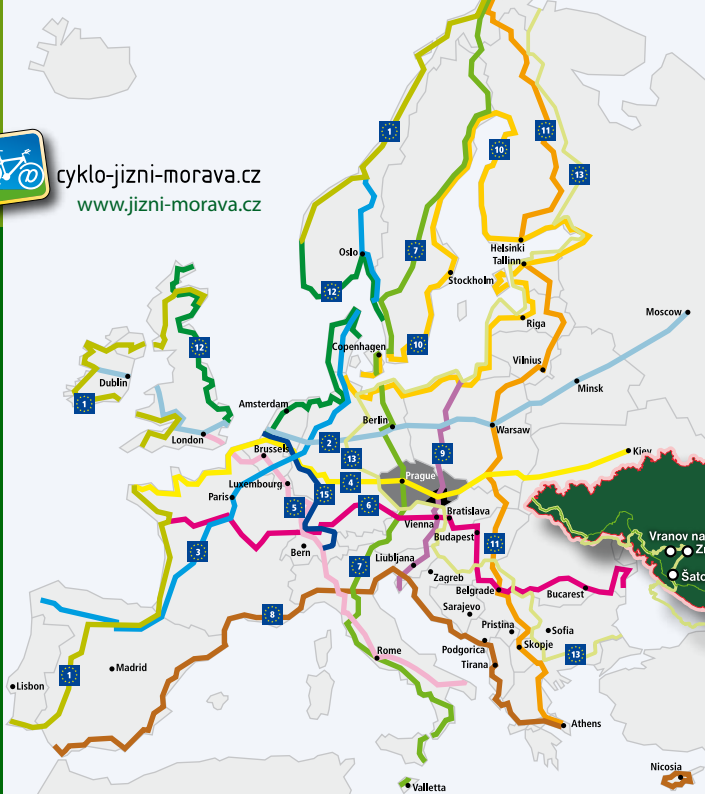 1
11
10
13
cyklo-jizni-morava.cz
www.jizni-morava.cz
7
Oslo
Helsinki
Tallinn
Stockholm
12
Moscow
Riga
12
10
Copenhagen
Vilnius
Dublin
Minsk
1
Amsterdam
Berlin
London
Warsaw
2
9
Brussels
13
Kiev
Prague
Luxembourg
4
15
Paris
5
6
Bratislava
Vienna
Budapest
Vranov na
3
Bern
11
Ljubljana
7
Zagreb
Belgrade
Bucarest
Sarajevo
8
Pristina
Sofia
Rome
Podgorica
Skopje
13
Madrid
1
Tirana
Lisbon
Athens
Nicosia
Valletta